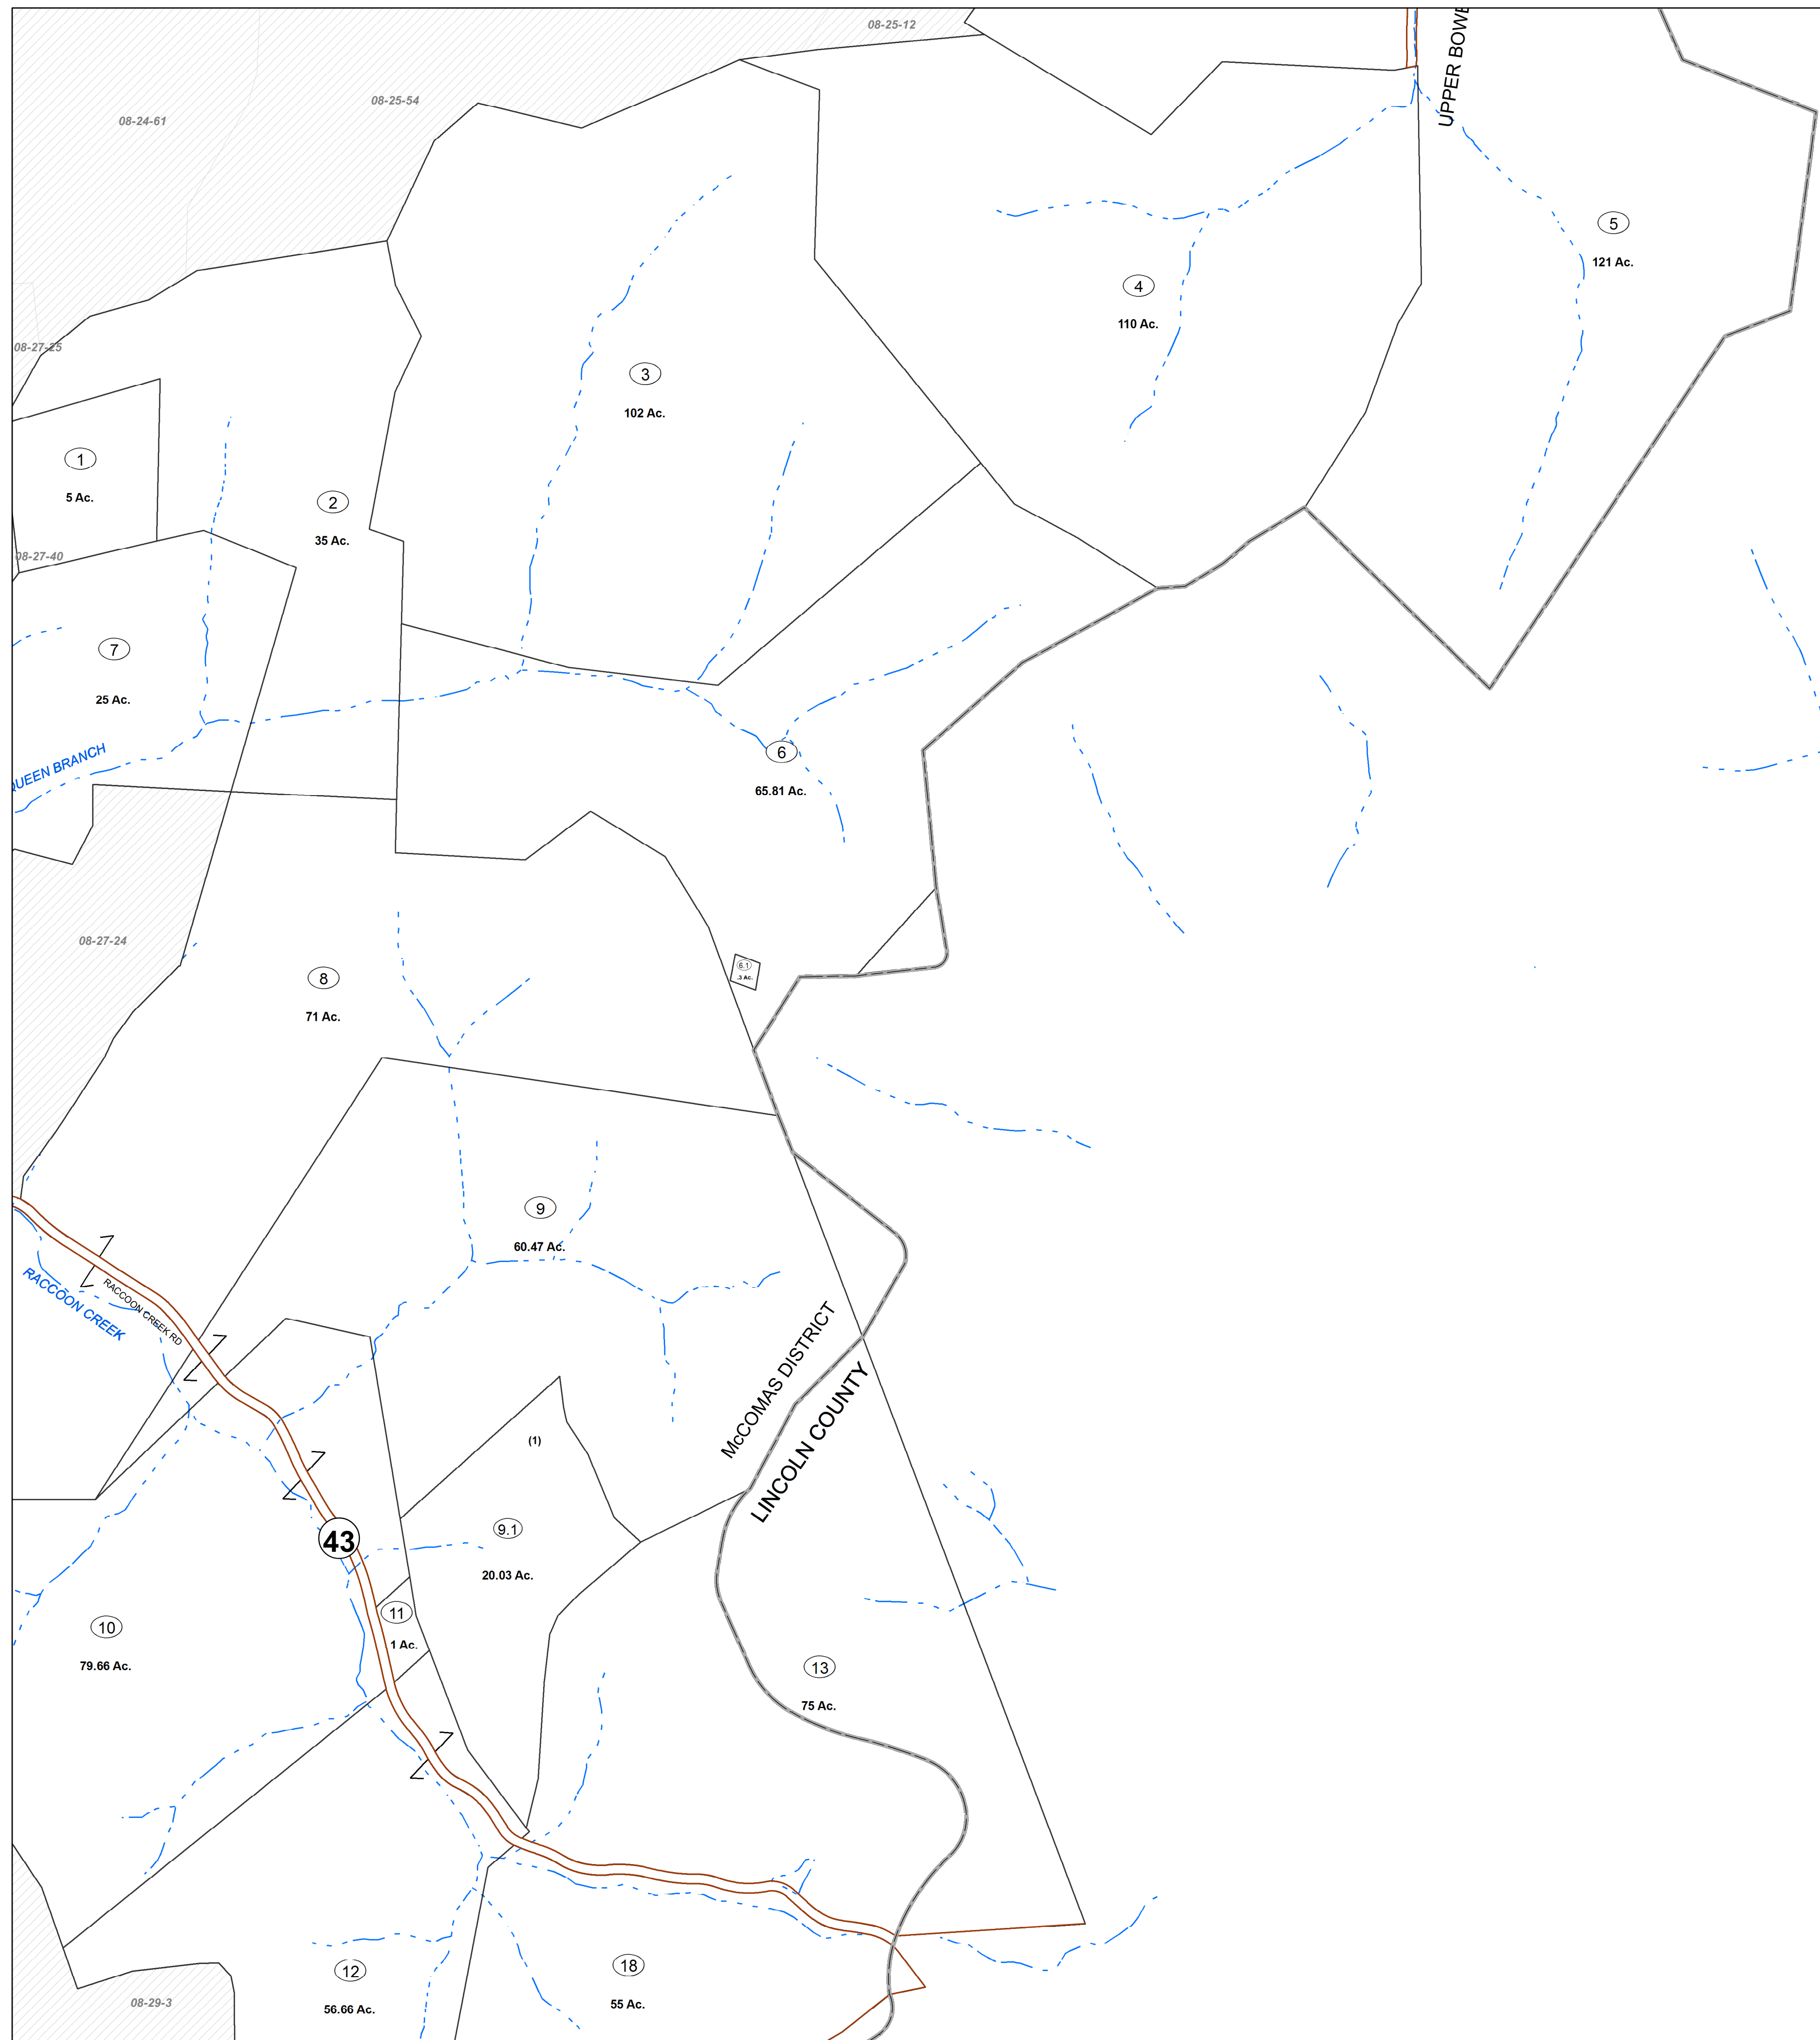 08-25-12
UPPER
08-25-54
08-24-61
5
121 Ac.
4
110 Ac.
08-27-25
3
102 Ac.
1
5 Ac.
2
35 Ac.
08-27-40
7
25 Ac.
QUEEN BRANCH
6
65.81 Ac.
08-27-24
6.1
.3 Ac.
8
71 Ac.
9
60.47 Ac.
RACCOON CREEK
RACCOON CREEK RD
McCOMAS DISTRICT
LINCOLN COUNTY
(1)
9.1
20.03 Ac.
43
11
1 Ac.
10
79.66 Ac.
13
75 Ac.
12
56.66 Ac.
18
55 Ac.
08-29-3